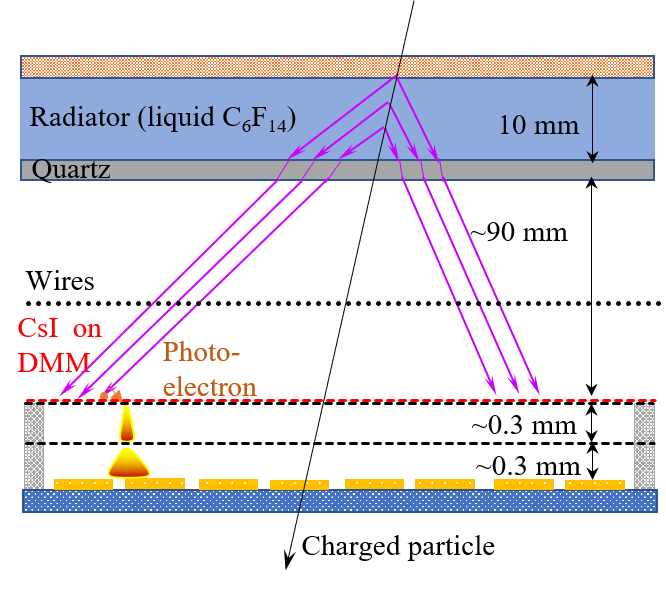 Radiator (liquid C₆F₁₄)
10 mm
Quartz
~90 mm
Wires
CsI on
DMM
Photo-
electron
~0.3 mm
~0.3 mm
Charged particle